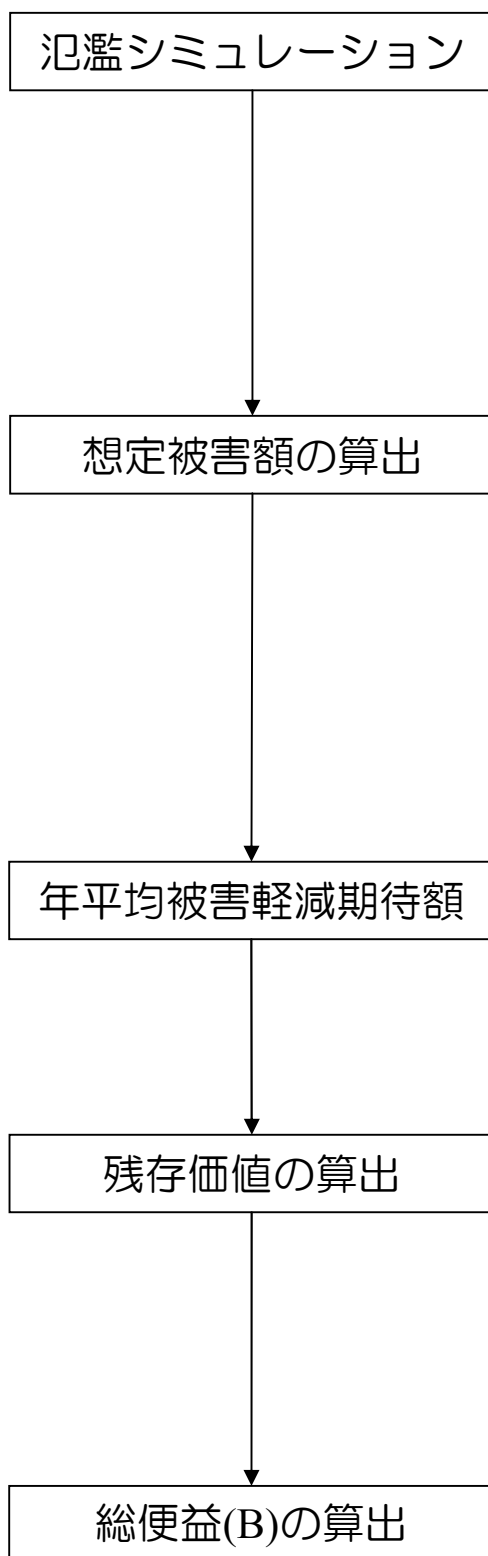 氾濫シミュレーション
想定被害額の算出
年平均被害軽減期待額
残存価値の算出
総便益(B)の算出